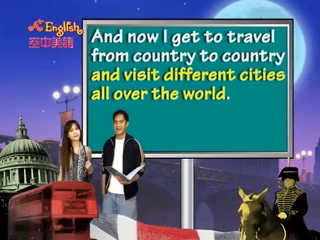 A⁺ English
空中美語
And now I get to travel
from country to country
and visit different cities
all over the world.